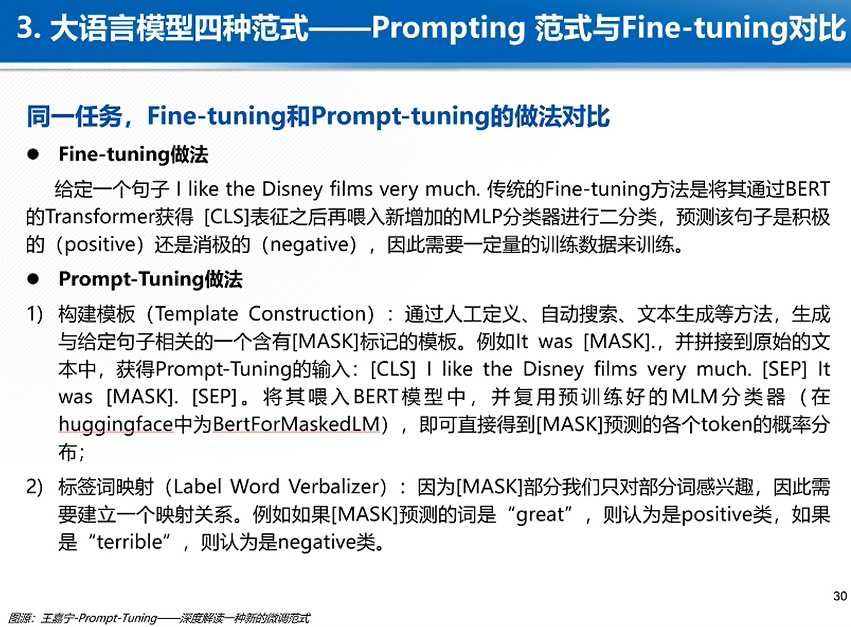 3. 大语言模型四种范式——Prompting 范式与Fine-tuning对比
同一任务，Fine-tuning和Prompt-tuning的做法对比
● Fine-tuning做法
给定一个句子 I like the Disney films very much. 传统的Fine-tuning方法是将其通过BERT
的Transformer获得 [CLS]表征之后再喂入新增加的MLP分类器进行二分类，预测该句子是积极
的（positive）还是消极的（negative），因此需要一定量的训练数据来训练。
● Prompt-Tuning做法
1) 构建模板（Template Construction）：通过人工定义、自动搜索、文本生成等方法，生成
与给定句子相关的一个含有[MASK]标记的模板。例如It was [MASK].，并拼接到原始的文
本中，获得Prompt-Tuning的输入：[CLS] I like the Disney films very much. [SEP] It
was [MASK]. [SEP]。将其喂入BERT模型中，并复用预训练好的MLM分类器（在
huggingface中为BertForMaskedLM），即可直接得到[MASK]预测的各个token的概率分
布；
2) 标签词映射（Label Word Verbalizer）：因为[MASK]部分我们只对部分词感兴趣，因此需
要建立一个映射关系。例如如果[MASK]预测的词是“great”，则认为是positive类，如果
是“terrible”，则认为是negative类。
30
图源：王嘉宁-Prompt-Tuning——深度解读一种新的微调范式